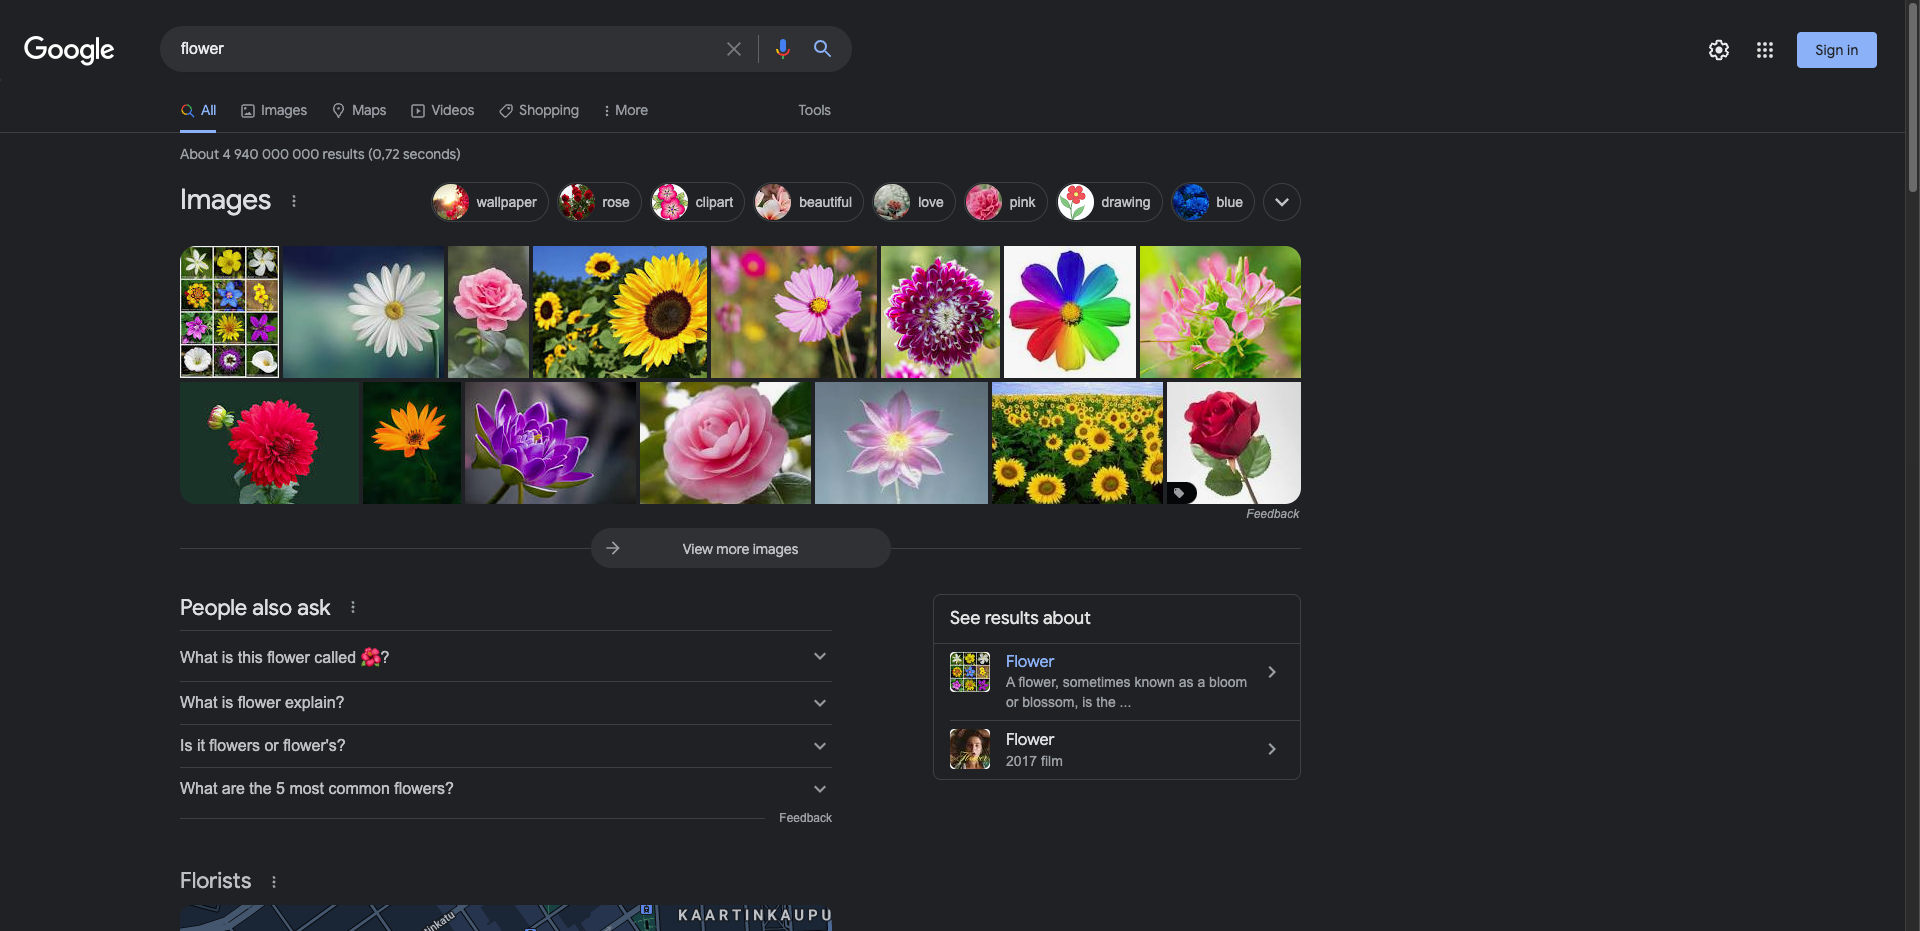 Google
flower
Sign in
All
Images
Maps
Videos
Shopping
More
Tools
About 4 940 000 000 results (0,72 seconds)
Images
wallpaper
rose
clipart
beautiful
love
pink
drawing
blue
Feedback
View more images
People also ask
What is this flower called 🌺?
What is flower explain?
Is it flowers or flower's?
What are the 5 most common flowers?
Feedback
See results about
Flower
A flower, sometimes known as a bloom
or blossom, is the ...
Flower
2017 film
Florists
KAARTINKAUPU